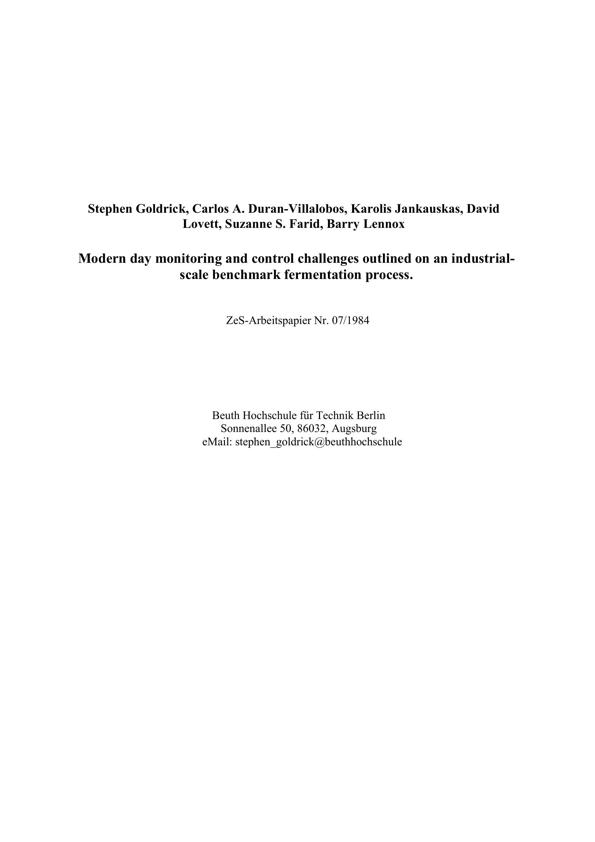 Stephen Goldrick, Carlos A. Duran-Villalobos, Karolis Jankauskas, David
Lovett, Suzanne S. Farid, Barry Lennox
Modern day monitoring and control challenges outlined on an industrial-
scale benchmark fermentation process.
ZeS-Arbeitspapier Nr. 07/1984
Beuth Hochschule für Technik Berlin
Sonnenallee 50, 86032, Augsburg
eMail: stephen_goldrick@beuthhochschule